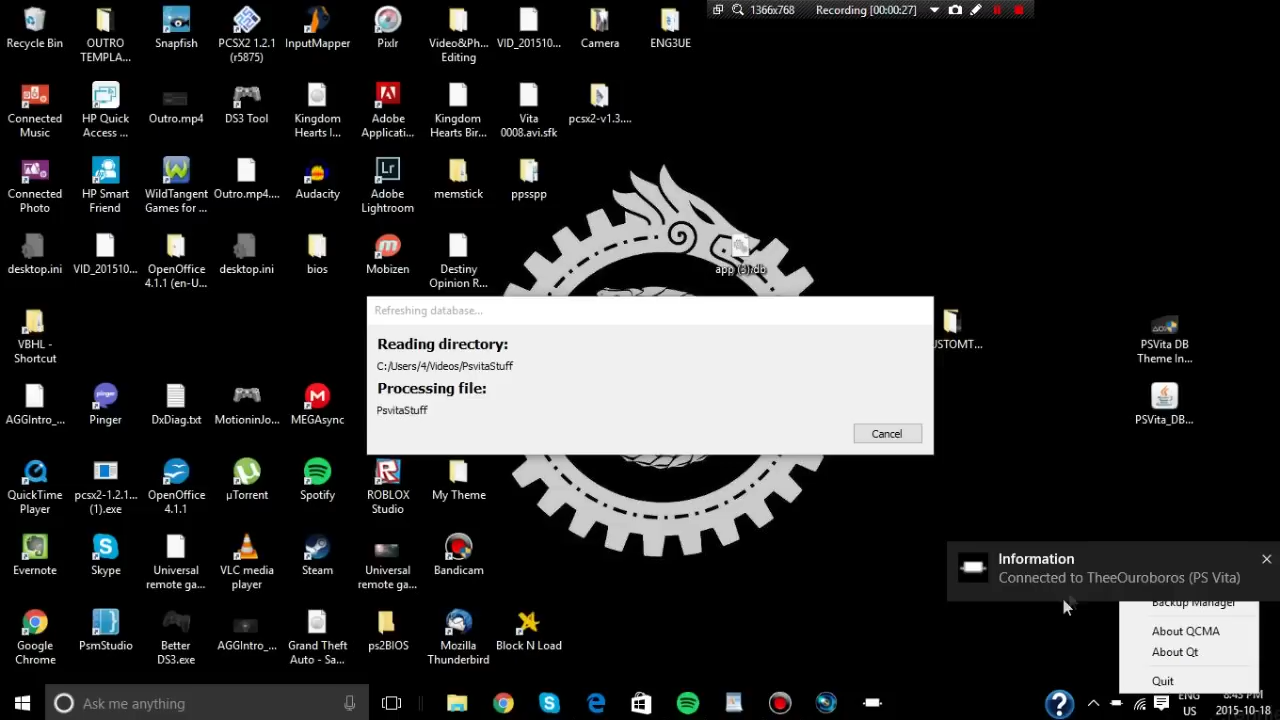 1366x768
Recording [00:00:27]
Recycle Bin
OUTRO
TEMPLA...
Snapfish
PCSX2 1.2.1
(r5875)
InputMapper
Pixlr
Video&Ph...
Editing
VID_201510...
Camera
ENG3UE
Connected
Music
HP Quick
Access ...
Outro.mp4
DS3 Tool
Kingdom
Hearts I...
Adobe
Applicati...
Kingdom
Hearts Bir...
Vita
0008.avi.sfk
pcsx2-v1.3....
Connected
Photo
HP Smart
Friend
WildTangent
Games for ...
Outro.mp4....
Audacity
Adobe
Lightroom
memstick
ppsspp
desktop.ini
VID_201510...
OpenOffice
4.1.1 (en-U...
desktop.ini
bios
Mobizen
Destiny
Opinion R...
app (3).db
VBHL -
Shortcut
Refreshing database...
Reading directory:
C:/Users/4/Videos/PsvitaStuff
Processing file:
PsvitaStuff
Cancel
USTOMT...
PSVita DB
Theme In...
AGGIntro_...
Pinger
DxDiag.txt
MotioninJo...
MEGAsync
PSVita_DB...
QuickTime
Player
pcsx2-1.2.1...
(1).exe
OpenOffice
4.1.1
µTorrent
Spotify
ROBLOX
Studio
My Theme
Evernote
Skype
Universal
remote ga...
VLC media
player
Steam
Universal
remote ga...
Bandicam
Information
Connected to TheeOuroboros (PS Vita)
Backup Manager
About QCMA
About Qt
Quit
Google
Chrome
PsmStudio
Better
DS3.exe
AGGIntro_...
Grand Theft
Auto - Sa...
ps2BIOS
Mozilla
Thunderbird
Block N Load
Ask me anything
ENG
US
8:45 PM
2015-10-18